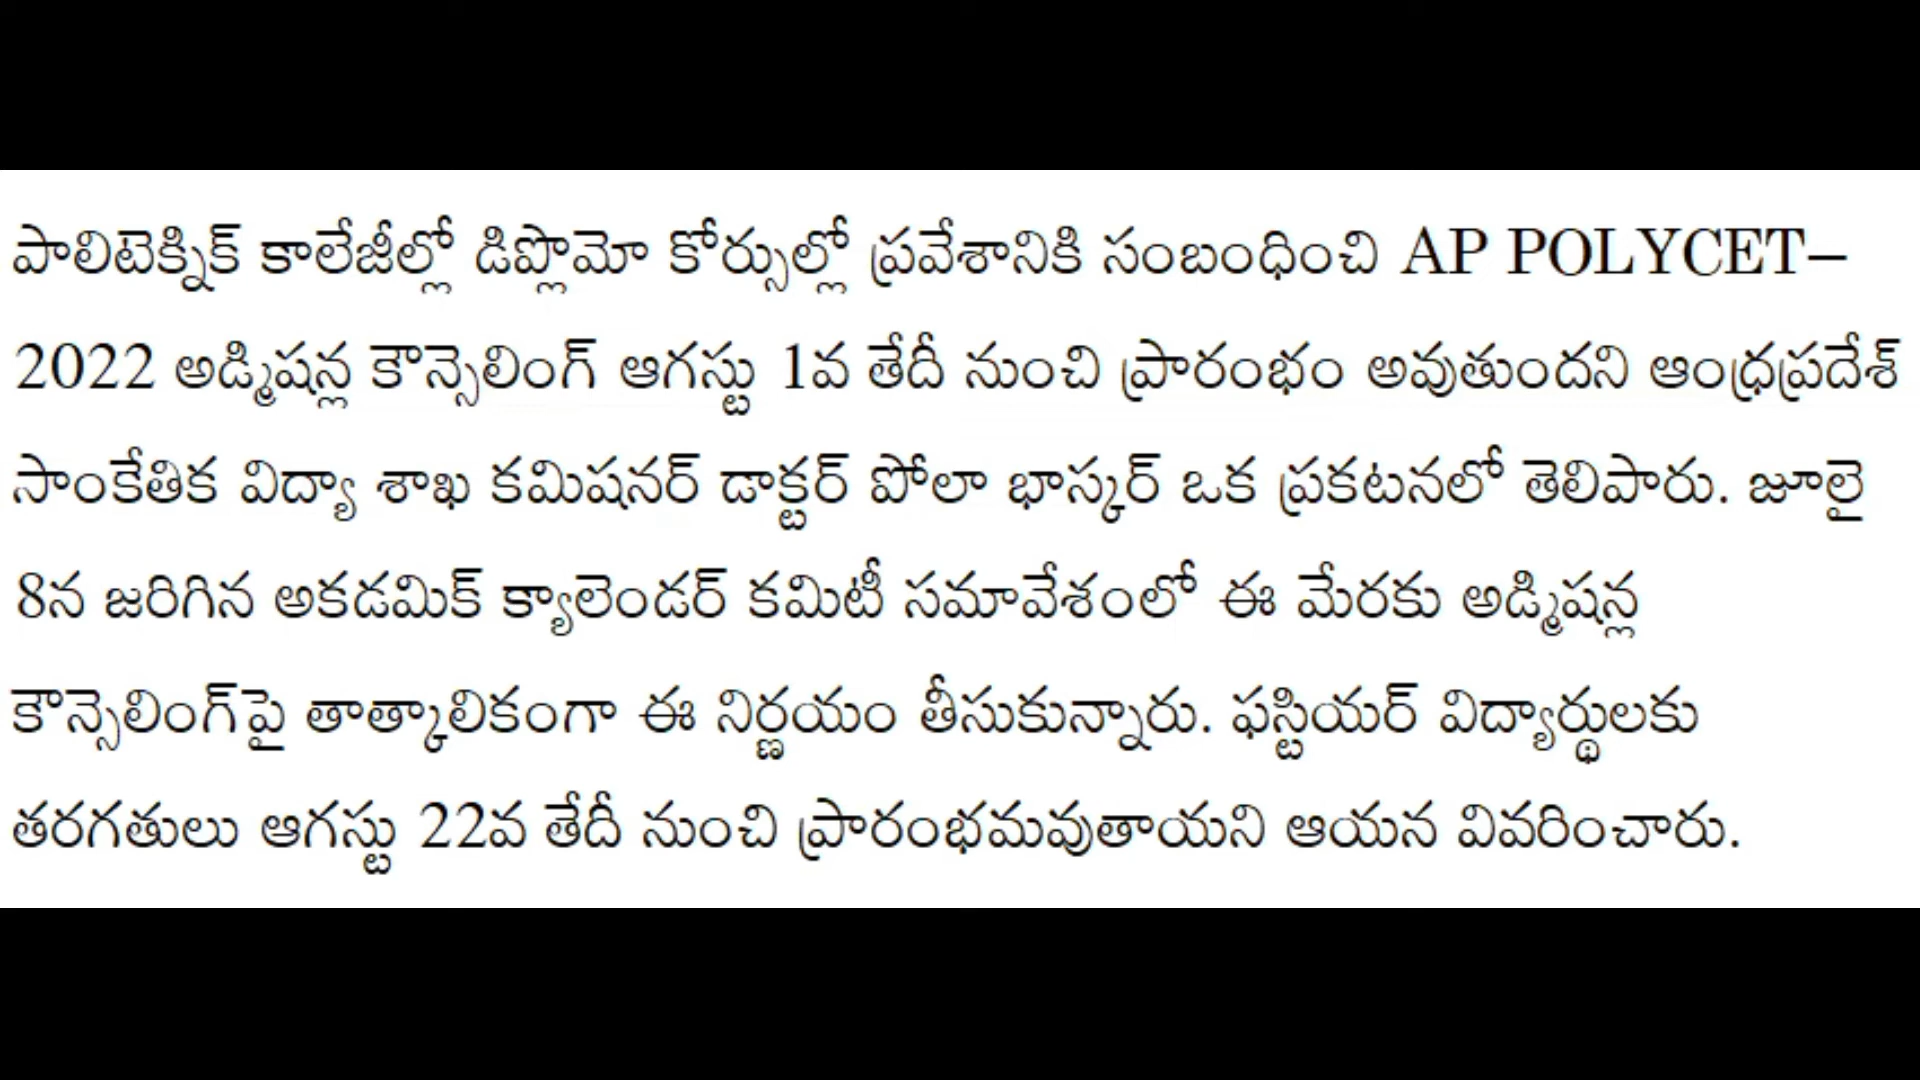 పాలిటెక్నిక్ కాలేజీల్లో డిప్లొమో కోర్సుల్లో ప్రవేశానికి సంబంధించి AP POLYCET–
2022 అడ్మిషన్ల కౌన్సెలింగ్ ఆగస్టు 1వ తేదీ నుంచి ప్రారంభం అవుతుందని ఆంధ్రప్రదేశ్
సాంకేతిక విద్యా శాఖ కమిషనర్ డాక్టర్ పోలా భాస్కర్ ఒక ప్రకటనలో తెలిపారు. జూలై
8న జరిగిన అకడమిక్ క్యాలెండర్ కమిటీ సమావేశంలో ఈ మేరకు అడ్మిషన్ల
కౌన్సెలింగ్‌పై తాత్కాలికంగా ఈ నిర్ణయం తీసుకున్నారు. ఫస్టియర్ విద్యార్థులకు
తరగతులు ఆగస్టు 22వ తేదీ నుంచి ప్రారంభమవుతాయని ఆయన వివరించారు.